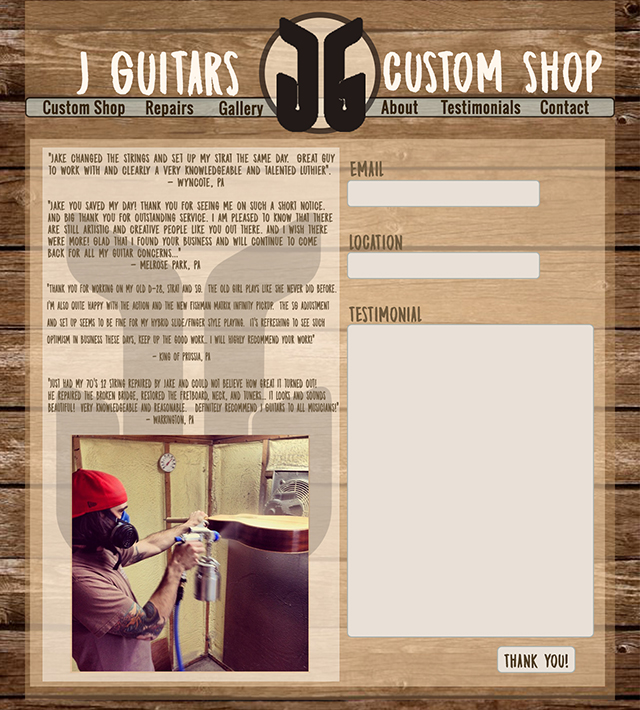 J GUITARS JG CUSTOM SHOP
Custom Shop Repairs Gallery About Testimonials Contact
"JAKE CHANGED THE STRINGS AND SET UP MY STRAT THE SAME DAY. GREAT GUY
TO WORK WITH AND CLEARLY A VERY KNOWLEDGEABLE AND TALENTED LUTHIER".
- WYNCOTE, PA
"JAKE YOU SAVED MY DAY! THANK YOU FOR SEEING ME ON SUCH A SHORT NOTICE.
AND BIG THANK YOU FOR OUTSTANDING SERVICE. I AM PLEASED TO KNOW THAT THERE
ARE STILL ARTISTIC AND CREATIVE PEOPLE LIKE YOU OUT THERE. AND I WISH THERE
WERE MORE! GLAD THAT I FOUND YOUR BUSINESS AND WILL CONTINUE TO COME
BACK FOR ALL MY GUITAR CONCERNS..."
- MELROSE PARK, PA
"THANK YOU FOR WORKING ON MY OLD D-28, STRAT AND SG. THE OLD GIRL PLAYS LIKE SHE NEVER DID BEFORE.
I'M ALSO QUITE HAPPY WITH THE ACTION AND THE NEW FISHMAN MATRIX INFINITY PICKUP. THE SG ADJUSTMENT
AND SET UP SEEMS TO BE FINE FOR MY HYBRID SLIDE/FINGER STYLE PLAYING. IT'S REFRESHING TO SEE SUCH
OPTIMISM IN BUSINESS THESE DAYS, KEEP UP THE GOOD WORK.. I WILL HIGHLY RECOMMEND YOUR WORK!"
- KING OF PRUSSIA, PA
"JUST HAD MY 70'S 12 STRING REPAIRED BY JAKE AND COULD NOT BELIEVE HOW GREAT IT TURNED OUT!
HE REPAIRED THE BROKEN BRIDGE, RESTORED THE FRETBOARD, NECK, AND TUNERS... IT LOOKS AND SOUNDS
BEAUTIFUL! VERY KNOWLEDGEABLE AND REASONABLE. DEFINITELY RECOMMEND J GUITARS TO ALL MUSICIANS!"
- WARRINGTON, PA
EMAIL
LOCATION
TESTIMONIAL
THANK YOU!